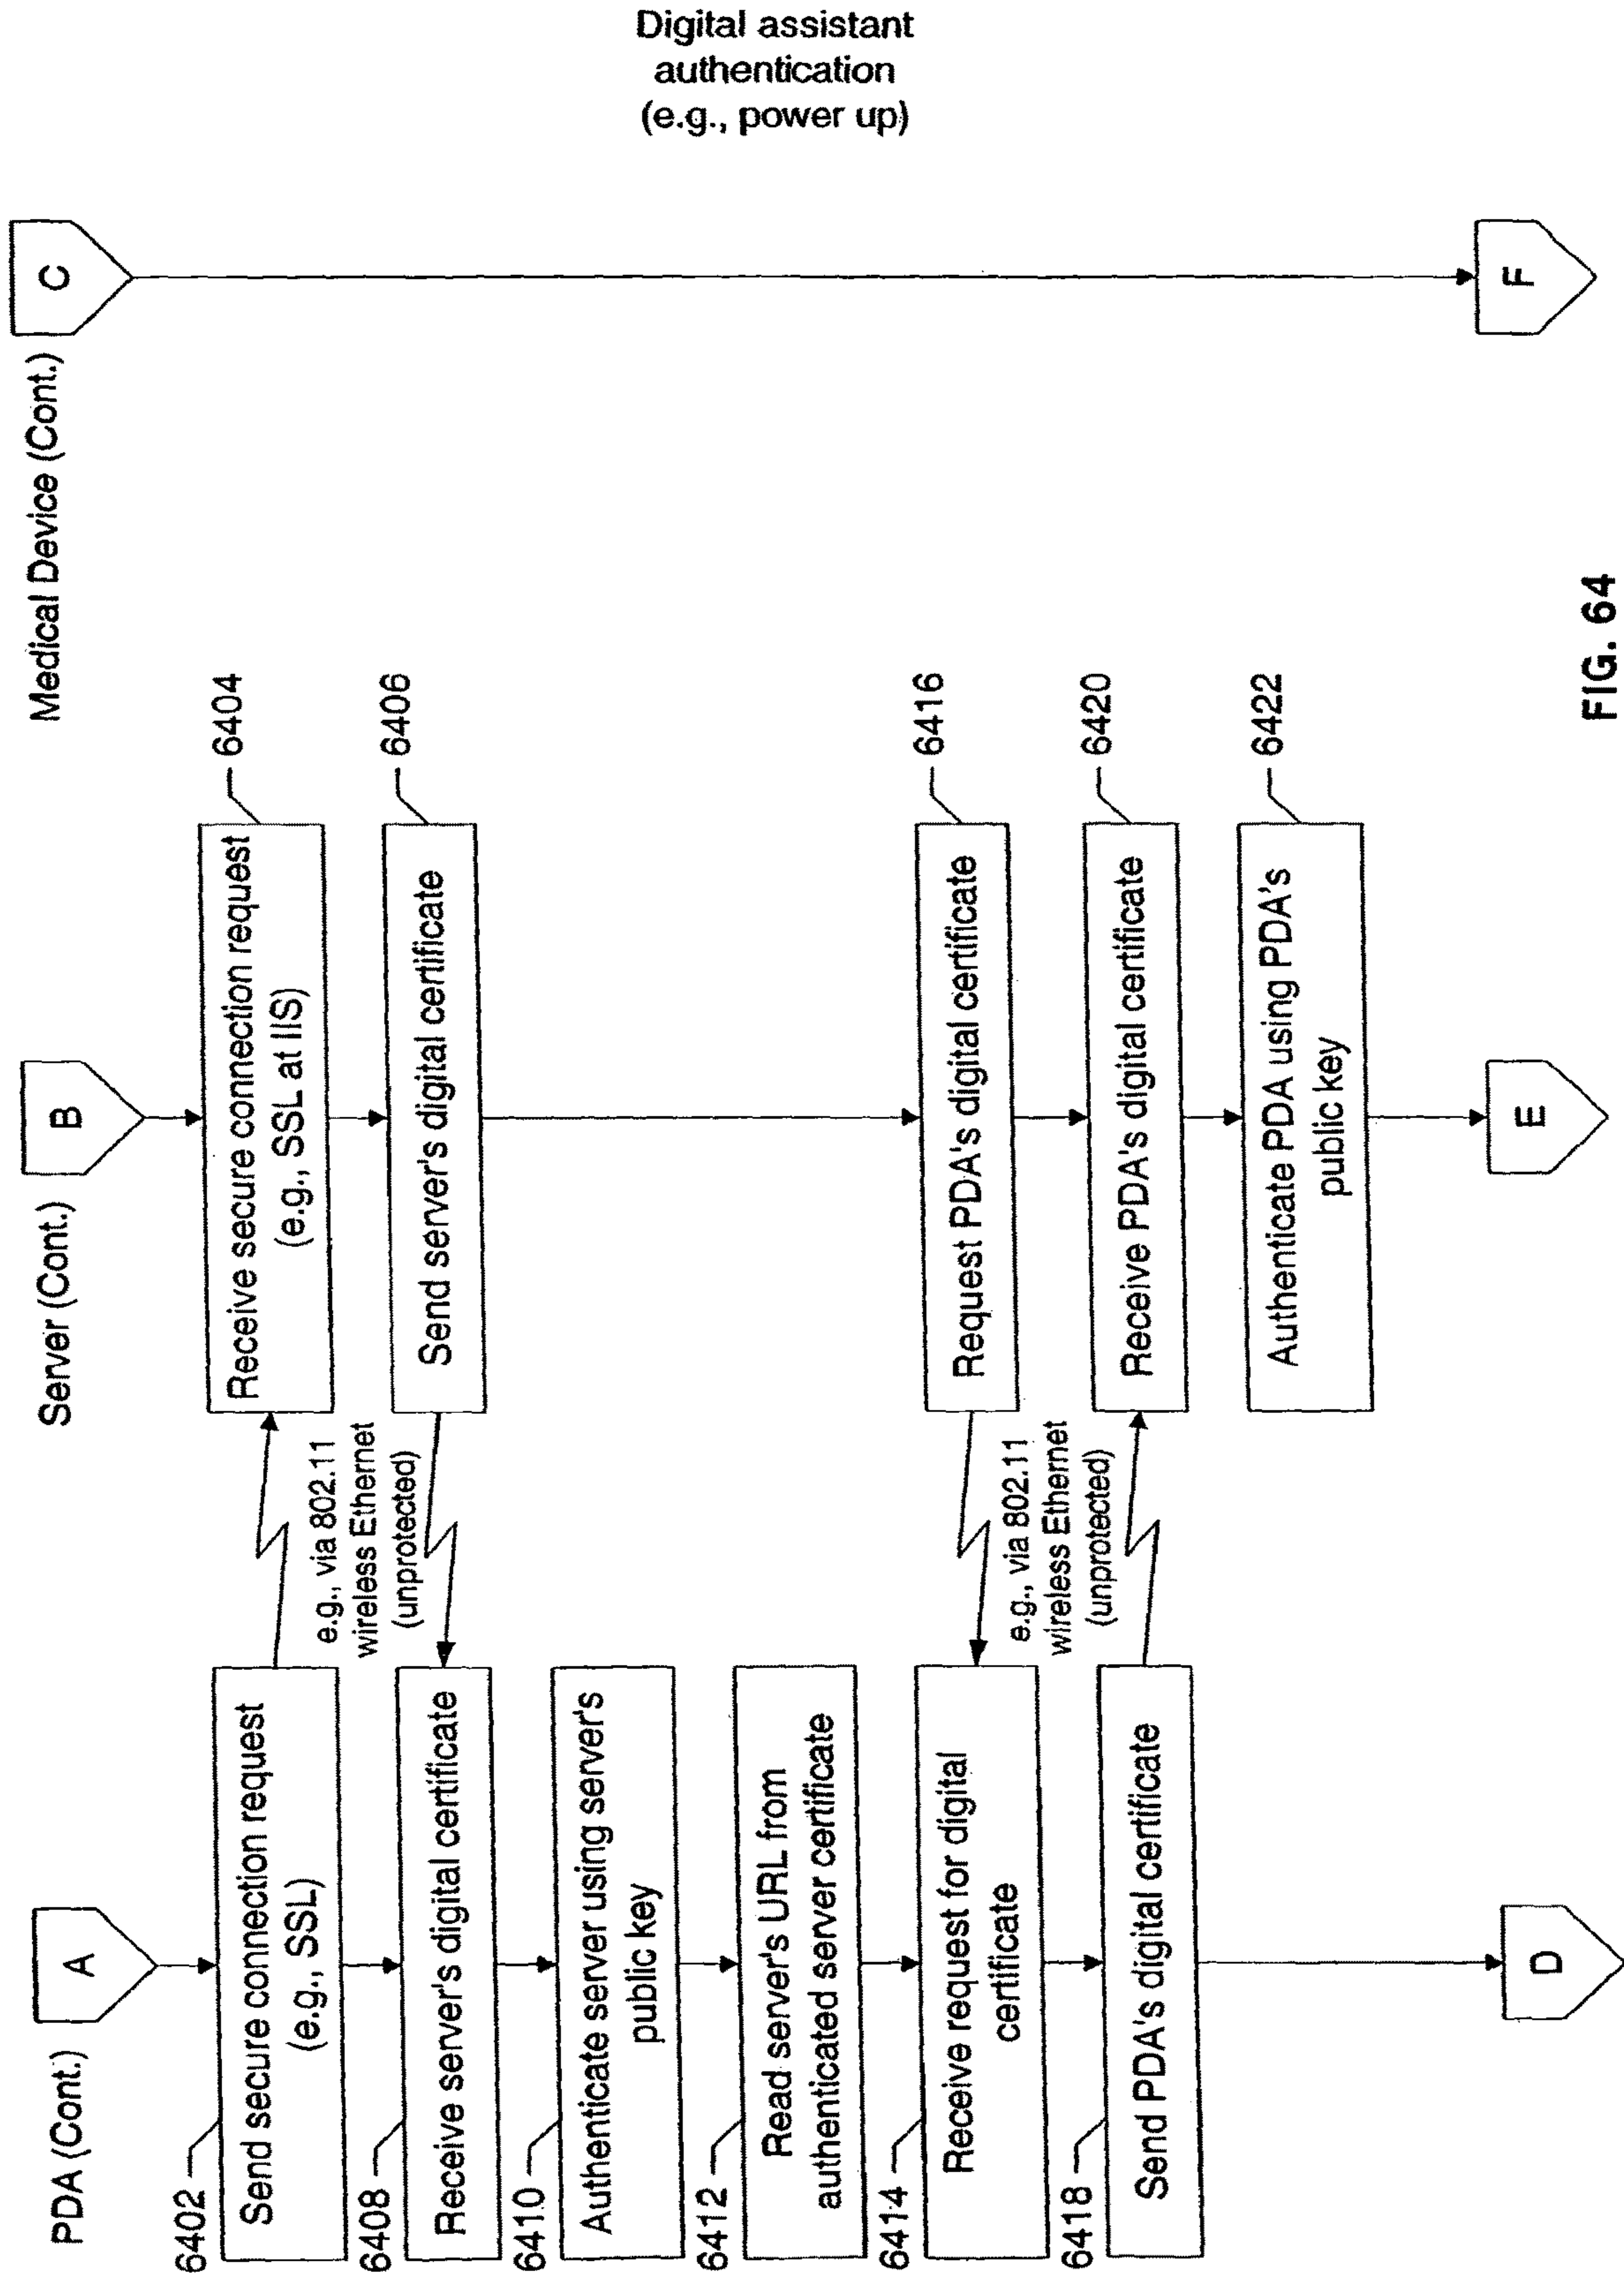 Digital assistant
authentication
(e.g., power up)
PDA (Cont.)
A
6402
Send secure connection request
(e.g., SSL)
6408
Receive server's digital certificate
6410
Authenticate server using server's
public key
6412
Read server's URL from
authenticated server certificate
6414
Receive request for digital
certificate
6418
Send PDA's digital certificate
D
e.g., via 802.11
wireless Ethernet
(unprotected)
e.g., via 802.11
wireless Ethernet
(unprotected)
Server (Cont.)
B
6404
Receive secure connection request
(e.g., SSL at IIS)
6406
Send server's digital certificate
6416
Request PDA's digital certificate
6420
Receive PDA's digital certificate
6422
Authenticate PDA using PDA's
public key
E
Medical Device (Cont.)
C
F
FIG. 64